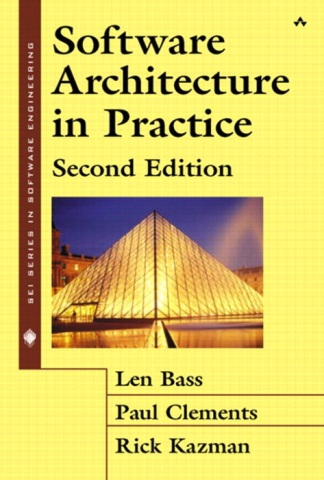 Software
Architecture
in Practice
Second Edition
SEI SERIES IN SOFTWARE ENGINEERING
Len Bass
Paul Clements
Rick Kazman